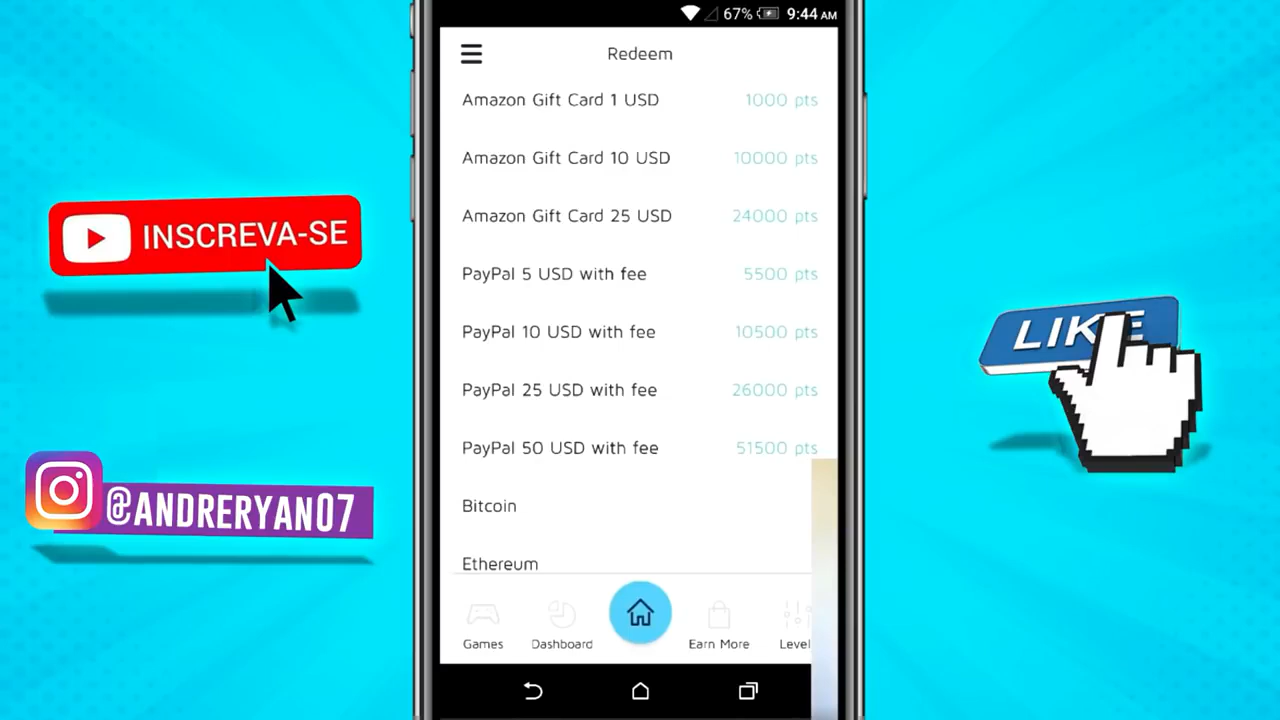 67% 9:44 AM
Redeem
Amazon Gift Card 1 USD 1000 pts
Amazon Gift Card 10 USD 10000 pts
Amazon Gift Card 25 USD 24000 pts
PayPal 5 USD with fee 5500 pts
PayPal 10 USD with fee 10500 pts
PayPal 25 USD with fee 26000 pts
PayPal 50 USD with fee 51500 pts
Bitcoin
Ethereum
Games Dashboard Earn More Level
INSCREVA-SE
@ANDRERYAN07
LIKE